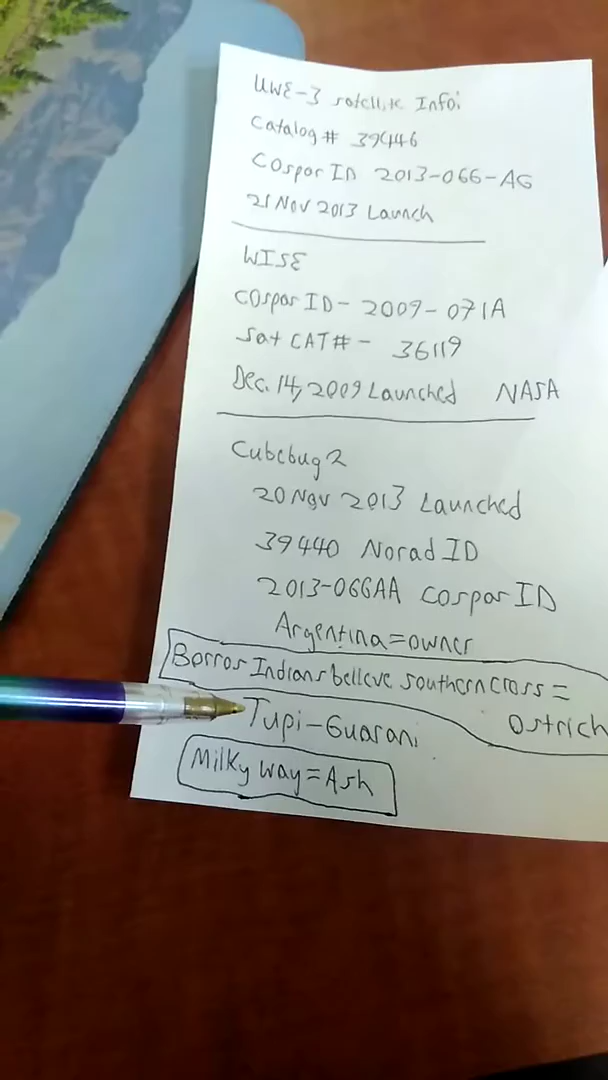 UWE-3 satellite Info:
Catalog # 39446
Cospar ID 2013-066-AG
21 Nov 2013 Launch
WISE
Cospar ID - 2009-071A
Sat CAT# - 36119
Dec. 14, 2009 Launched NASA
Cubebug 2
20 Nov 2013 Launched
39440 Norad ID
2013-066AA Cospar ID
Argentina = owner
Borros Indians believe southern cross =
Ostrich
Tupi-Guarani
Milky way = Ash